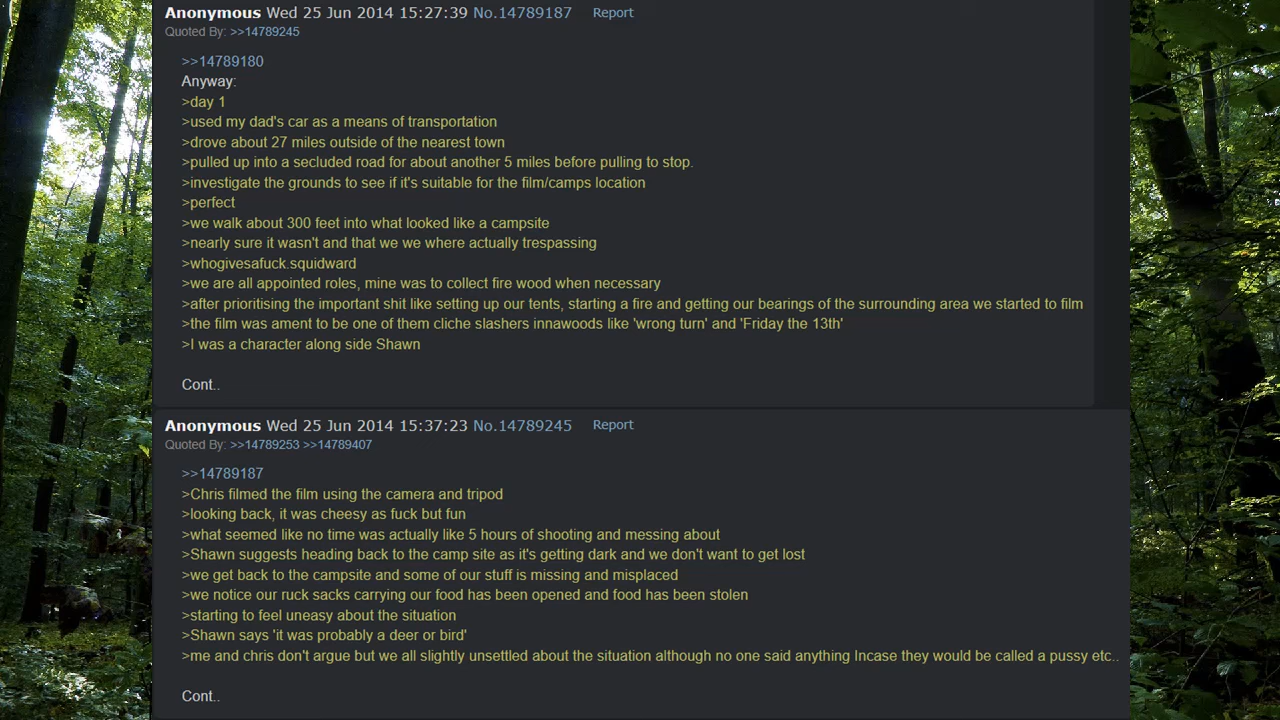 Anonymous Wed 25 Jun 2014 15:27:39 No.14789187 Report
Quoted By: >>14789245
>>14789180
Anyway:
>day 1
>used my dad's car as a means of transportation
>drove about 27 miles outside of the nearest town
>pulled up into a secluded road for about another 5 miles before pulling to stop.
>investigate the grounds to see if it's suitable for the film/camps location
>perfect
>we walk about 300 feet into what looked like a campsite
>nearly sure it wasn't and that we we where actually trespassing
>whogivesafuck.squidward
>we are all appointed roles, mine was to collect fire wood when necessary
>after prioritising the important shit like setting up our tents, starting a fire and getting our bearings of the surrounding area we started to film
>the film was ament to be one of them cliche slashers innawoods like 'wrong turn' and 'Friday the 13th'
>I was a character along side Shawn
Cont..
Anonymous Wed 25 Jun 2014 15:37:23 No.14789245 Report
Quoted By: >>14789253 >>14789407
>>14789187
>Chris filmed the film using the camera and tripod
>looking back, it was cheesy as fuck but fun
>what seemed like no time was actually like 5 hours of shooting and messing about
>Shawn suggests heading back to the camp site as it's getting dark and we don't want to get lost
>we get back to the campsite and some of our stuff is missing and misplaced
>we notice our ruck sacks carrying our food has been opened and food has been stolen
>starting to feel uneasy about the situation
>Shawn says 'it was probably a deer or bird'
>me and chris don't argue but we all slightly unsettled about the situation although no one said anything Incase they would be called a pussy etc..
Cont..